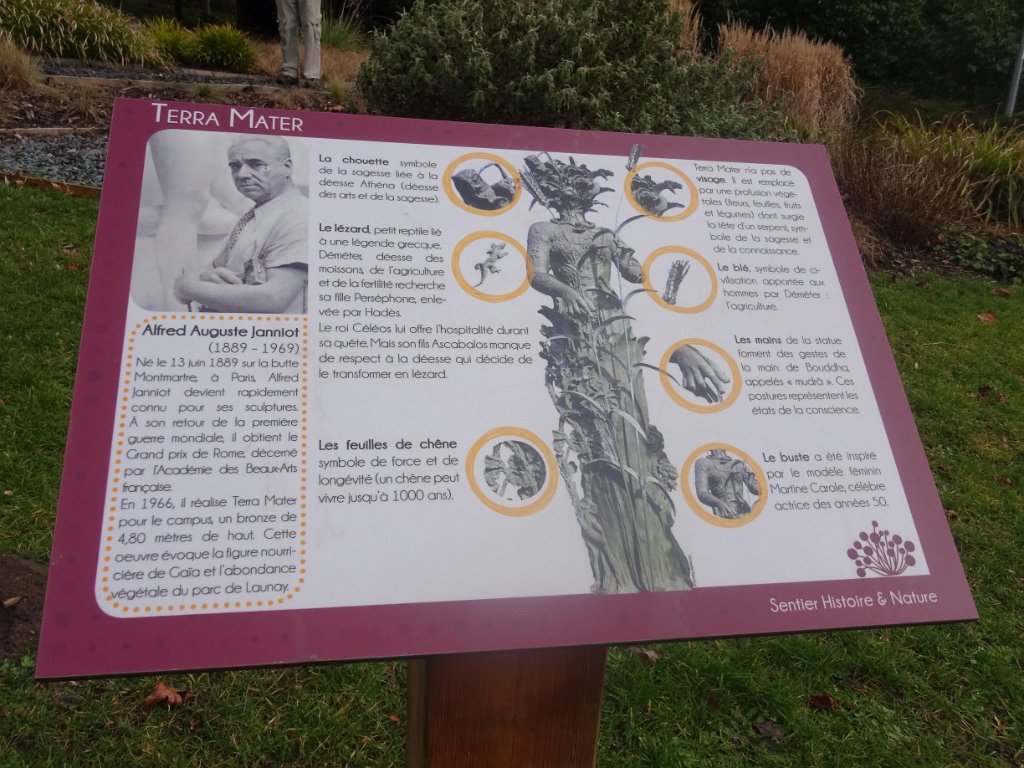 TERRA MATER
Alfred Auguste Janniot
(1889 - 1969)
Né le 13 juin 1889 sur la butte
Montmartre, à Paris, Alfred
Janniot devient rapidement
connu pour ses sculptures.
À son retour de la première
guerre mondiale, il obtient le
Grand prix de Rome, décerné
par l'Académie des Beaux-Arts
française.
En 1966, il réalise Terra Mater
pour le campus, un bronze de
4,80 mètres de haut. Cette
oeuvre évoque la figure nourri-
cière de Gaïa et l'abondance
végétale du parc de Launay.
La chouette symbole
de la sagesse liée à la
déesse Athéna (déesse
des arts et de la sagesse).
Le lézard, petit reptile lié
à une légende grecque.
Déméter, déesse des
moissons, de l'agriculture
et de la fertilité recherche
sa fille Perséphone, enle-
vée par Hadès.
Le roi Céléos lui offre l'hospitalité durant
sa quête. Mais son fils Ascabalos manque
de respect à la déesse qui décide de
le transformer en lézard.
Les feuilles de chêne
symbole de force et de
longévité (un chêne peut
vivre jusqu'à 1000 ans).
Terra Mater n'a pas de
visage. Il est remplacé
par une profusion végé-
tales (fleurs, feuilles, fruits
et légumes) dont surgie
la tête d'un serpent, sym-
bole de la sagesse et
de la connaissance.
Le blé, symbole de ci-
vilisation apportée aux
hommes par Déméter :
l'agriculture.
Les mains de la statue
forment des gestes de
la main de Bouddha,
appelés « mudrâ ». Ces
postures représentent les
états de la conscience.
Le buste a été inspiré
par le modèle féminin
Martine Carole, célèbre
actrice des années 50.
Sentier Histoire & Nature